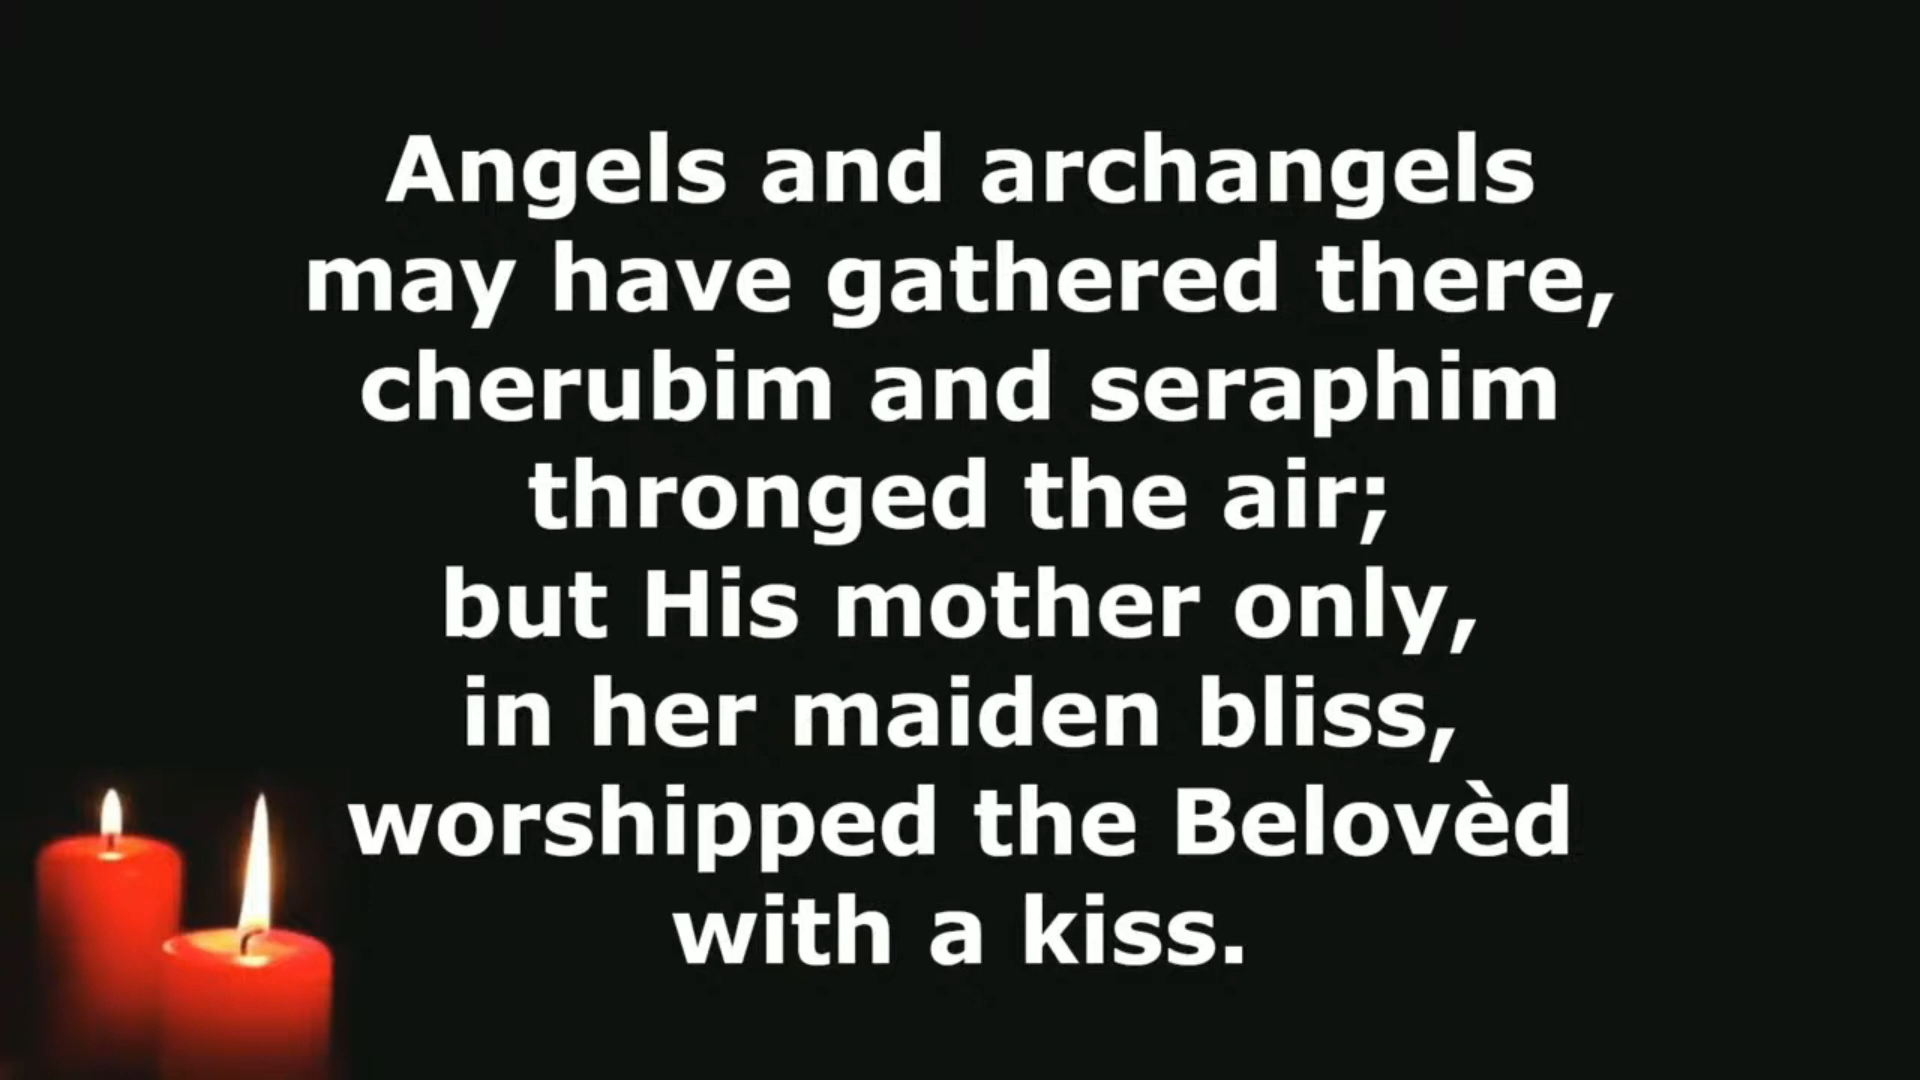 Angels and archangels
may have gathered there,
cherubim and seraphim
thronged the air;
but His mother only,
in her maiden bliss,
worshipped the Belovèd
with a kiss.